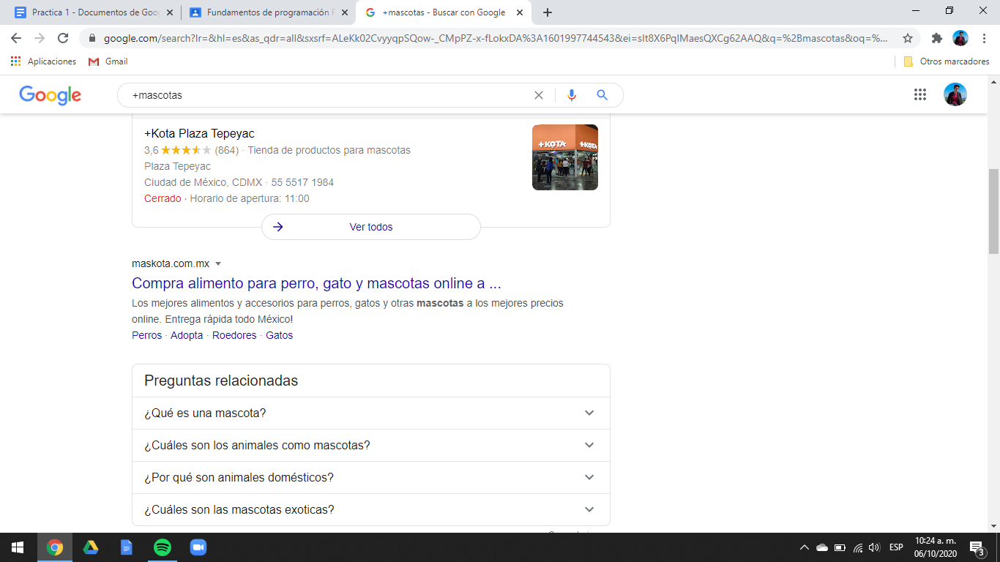 Practica 1 - Documentos de Goo
Fundamentos de programación
+mascotas - Buscar con Google
google.com/search?lr=&hl=es&as_qdr=all&sxsrf=ALeKk02CvyyqpSQow-_CMpPZ-x-fLokxDA%3A1601997744543&ei=slt8X6PqIMaesQXCg62AAQ&q=%2Bmascotas&oq=%...
Aplicaciones
Gmail
Otros marcadores
Google
+mascotas
+Kota Plaza Tepeyac
3,6 (864) · Tienda de productos para mascotas
Plaza Tepeyac
Ciudad de México, CDMX · 55 5517 1984
Cerrado · Horario de apertura: 11:00
+KOTA
+KOTA
Ver todos
maskota.com.mx
Compra alimento para perro, gato y mascotas online a ...
Los mejores alimentos y accesorios para perros, gatos y otras mascotas a los mejores precios
online. Entrega rápida todo México!
Perros · Adopta · Roedores · Gatos
Preguntas relacionadas
¿Qué es una mascota?
¿Cuáles son los animales como mascotas?
¿Por qué son animales domésticos?
¿Cuáles son las mascotas exoticas?
ESP
10:24 a. m.
06/10/2020
3